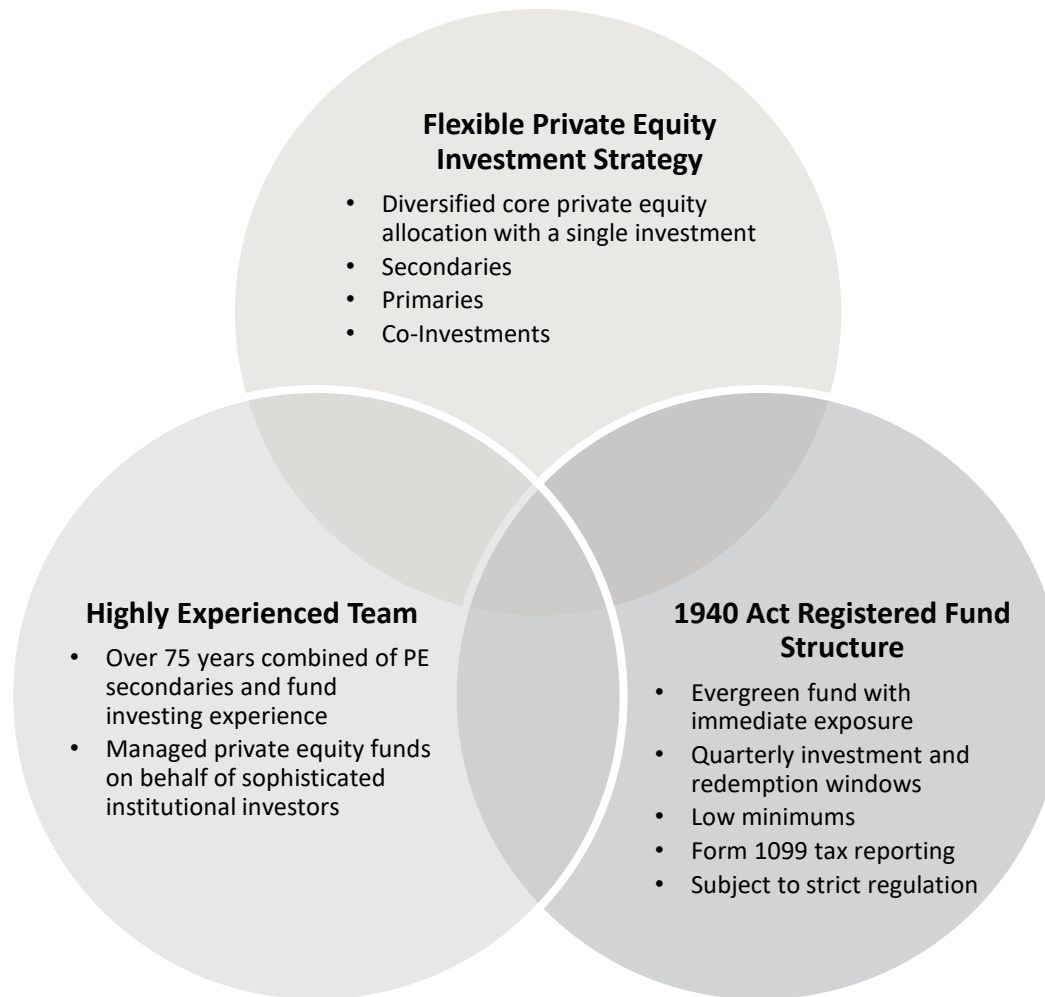 Flexible Private Equity
Investment Strategy
• Diversified core private equity
allocation with a single investment
• Secondaries
• Primaries
• Co-Investments
Highly Experienced Team
• Over 75 years combined of PE
secondaries and fund
investing experience
• Managed private equity funds
on behalf of sophisticated
institutional investors
1940 Act Registered Fund
Structure
• Evergreen fund with
immediate exposure
• Quarterly investment and
redemption windows
• Low minimums
• Form 1099 tax reporting
• Subject to strict regulation